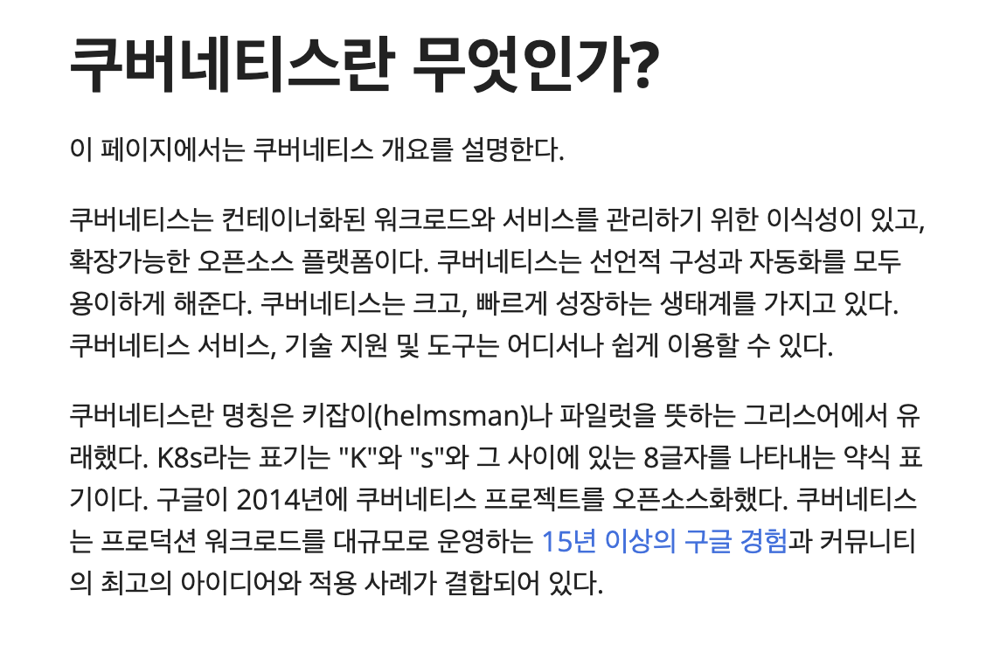 쿠버네티스란 무엇인가?
이 페이지에서는 쿠버네티스 개요를 설명한다.
쿠버네티스는 컨테이너화된 워크로드와 서비스를 관리하기 위한 이식성이 있고,
확장가능한 오픈소스 플랫폼이다. 쿠버네티스는 선언적 구성과 자동화를 모두
용이하게 해준다. 쿠버네티스는 크고, 빠르게 성장하는 생태계를 가지고 있다.
쿠버네티스 서비스, 기술 지원 및 도구는 어디서나 쉽게 이용할 수 있다.
쿠버네티스란 명칭은 키잡이(helmsman)나 파일럿을 뜻하는 그리스어에서 유
래했다. K8s라는 표기는 "K"와 "s"와 그 사이에 있는 8글자를 나타내는 약식 표
기이다. 구글이 2014년에 쿠버네티스 프로젝트를 오픈소스화했다. 쿠버네티스
는 프로덕션 워크로드를 대규모로 운영하는 15년 이상의 구글 경험과 커뮤니티
의 최고의 아이디어와 적용 사례가 결합되어 있다.